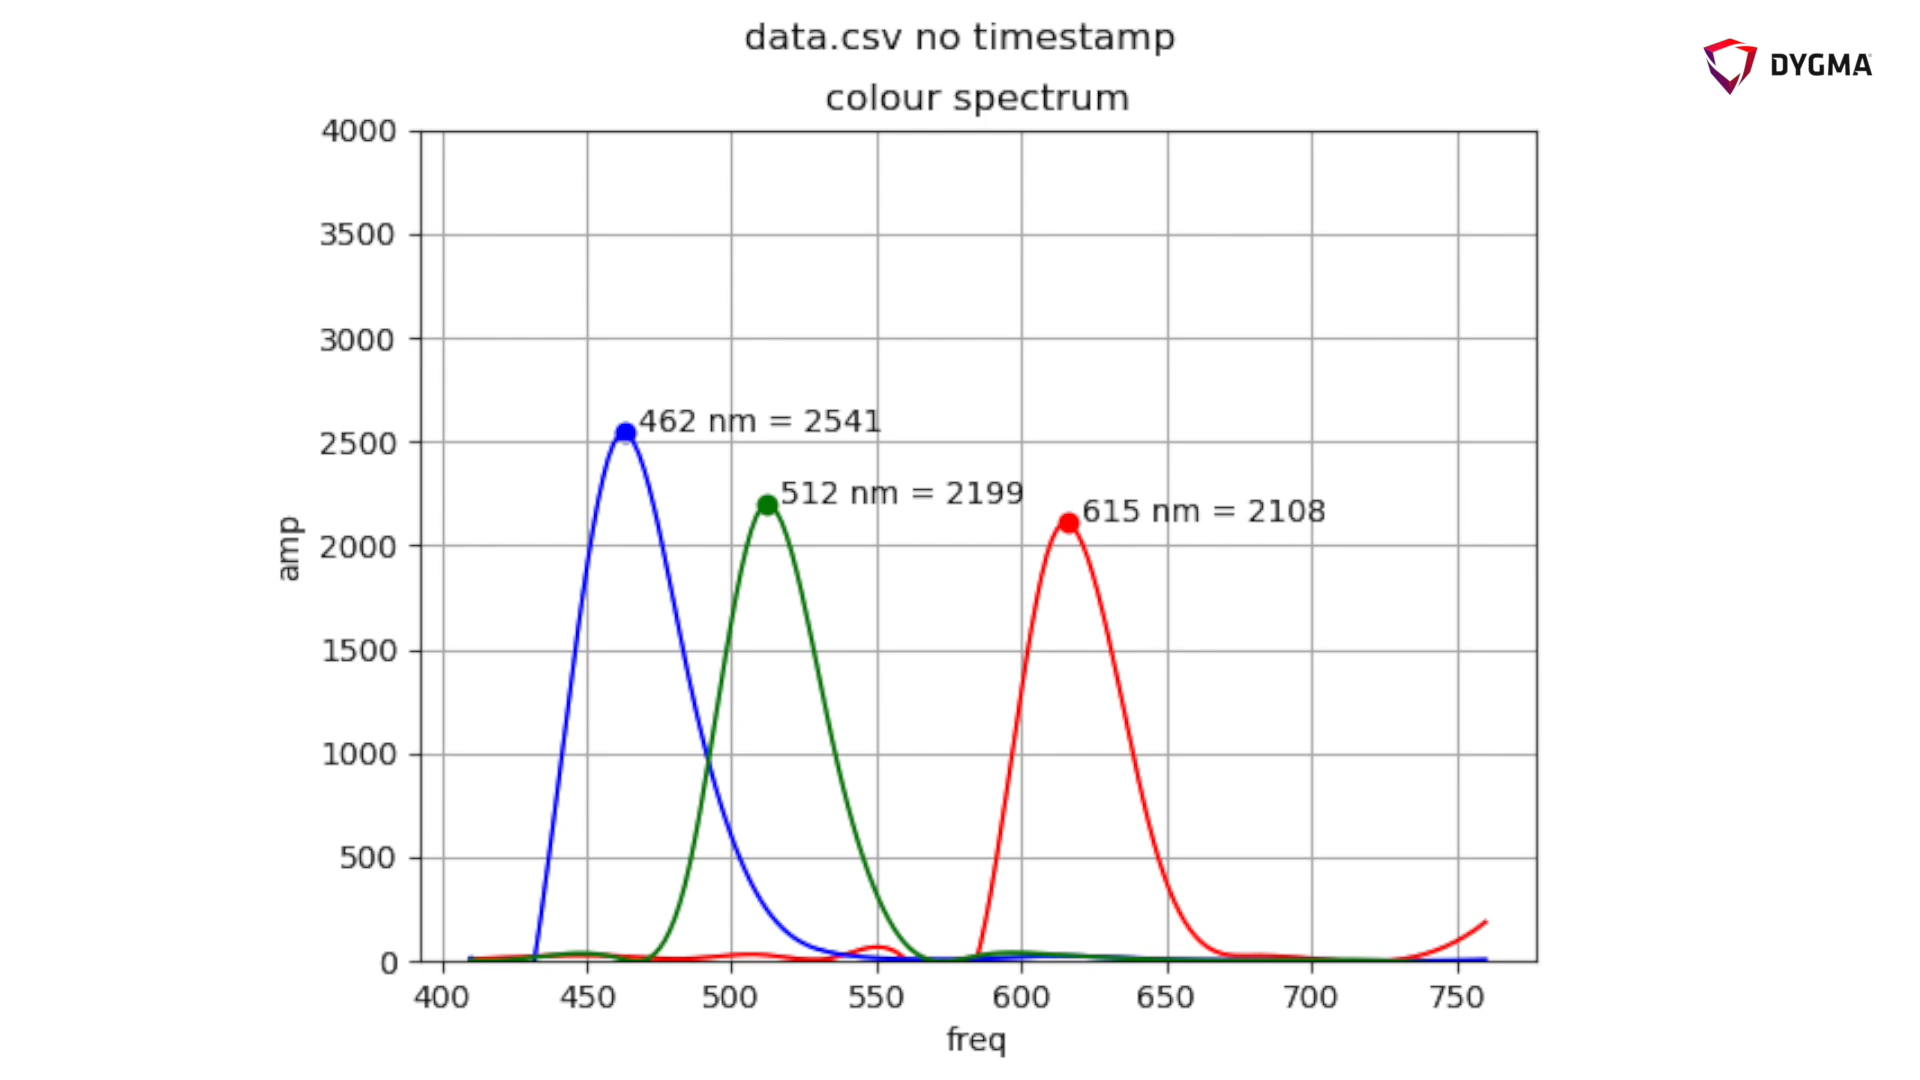 data.csv no timestamp
DYGMA
colour spectrum
4000
3500
3000
2500
2000
1500
1000
500
0
amp
462 nm = 2541
512 nm = 2199
615 nm = 2108
400 450 500 550 600 650 700 750
freq